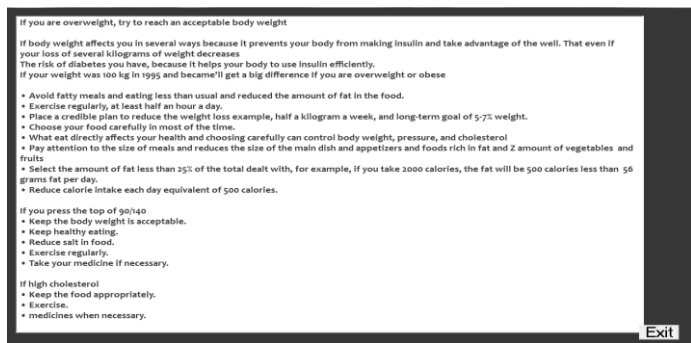 If you are overweight, try to reach an acceptable body weight
If body weight affects you in several ways because it prevents your body from making insulin and take advantage of the well. That even if
your loss of several kilograms of weight decreases
The risk of diabetes you have, because it helps your body to use insulin efficiently.
If your weight was 100 kg in 1995 and became'll get a big difference If you are overweight or obese
• Avoid fatty meals and eating less than usual and reduced the amount of fat in the food.
• Exercise regularly, at least half an hour a day.
• Place a credible plan to reduce the weight loss example, half a kilogram a week, and long-term goal of 5-7% weight.
• Choose your food carefully in most of the time.
• What eat directly affects your health and choosing carefully can control body weight, pressure, and cholesterol
• Pay attention to the size of meals and reduces the size of the main dish and appetizers and foods rich in fat and Z amount of vegetables and
fruits
• Select the amount of fat less than 25% of the total dealt with, for example, if you take 2000 calories, the fat will be 500 calories less than 56
grams fat per day.
• Reduce calorie intake each day equivalent of 500 calories.
If you press the top of 90/140
• Keep the body weight is acceptable.
• Keep healthy eating.
• Reduce salt in food.
• Exercise regularly.
• Take your medicine if necessary.
If high cholesterol
• Keep the food appropriately.
• Exercise.
• medicines when necessary.
Exit